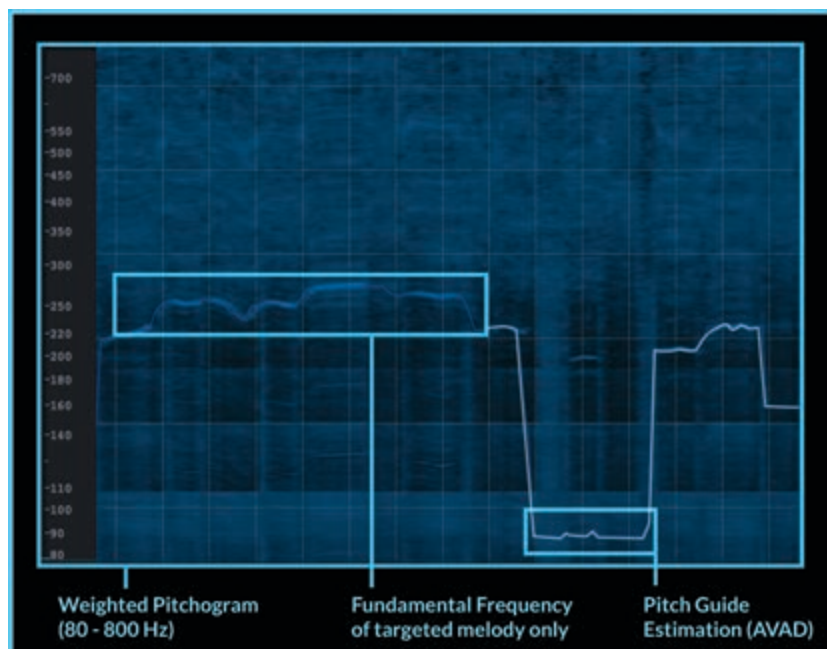 -700
-550
-500
-450
-400
-350
-300
-250
-220
-200
-180
-160
-140
-110
-100
-90
80
Weighted Pitchogram
(80 - 800 Hz)
Fundamental Frequency
of targeted melody only
Pitch Guide
Estimation (AVAD)